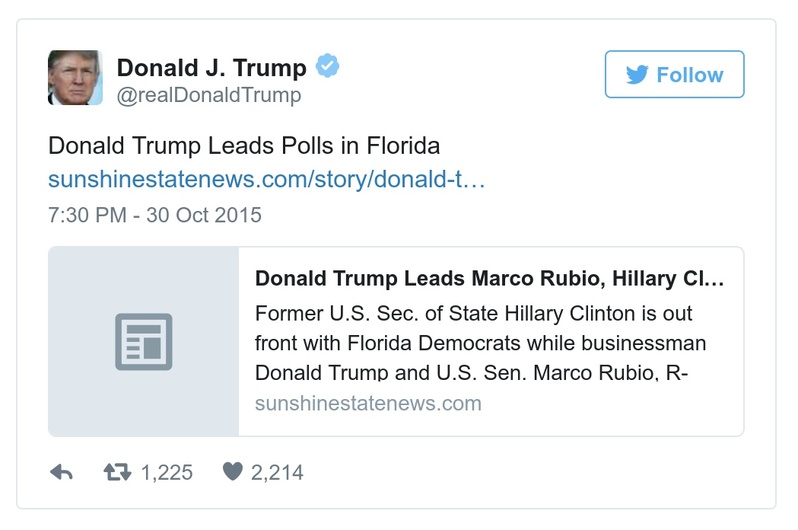 Donald J. Trump
@realDonaldTrump
Follow
Donald Trump Leads Polls in Florida
sunshinestatenews.com/story/donald-t…
7:30 PM - 30 Oct 2015
Donald Trump Leads Marco Rubio, Hillary Cl…
Former U.S. Sec. of State Hillary Clinton is out
front with Florida Democrats while businessman
Donald Trump and U.S. Sen. Marco Rubio, R-
sunshinestatenews.com
1,225 2,214